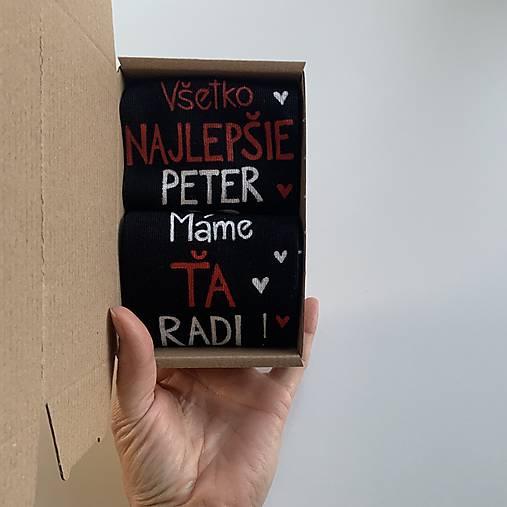 Všetko
NAJLEPŠIE
PETER
Máme
ŤA
RADI !